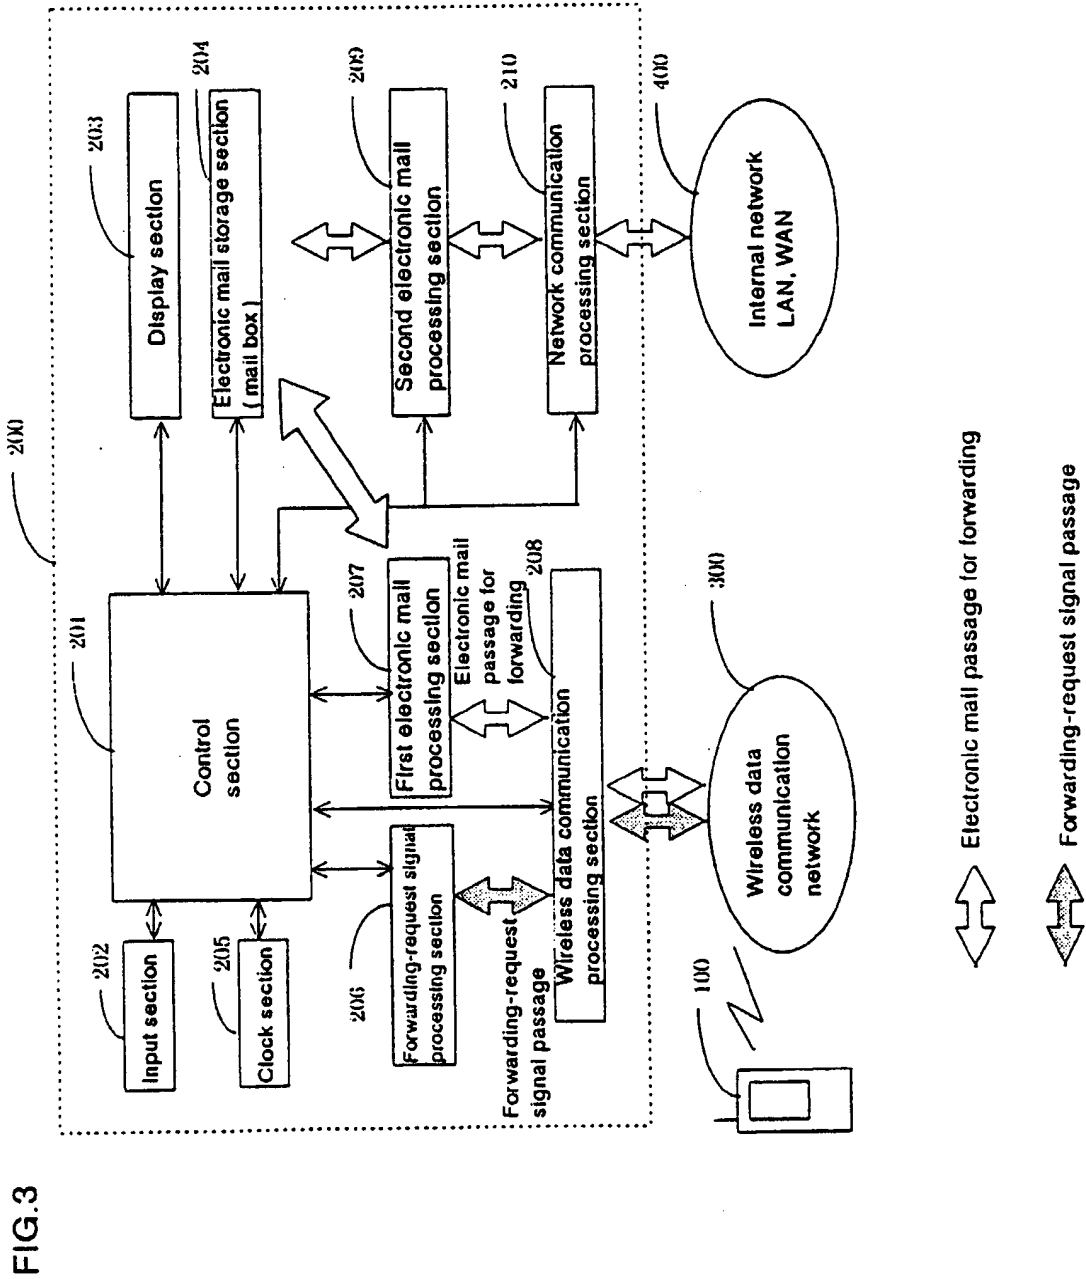 FIG.3
200
202
Input section
201
Control
section
203
Display section
205
Clock section
204
Electronic mail storage section
( mail box )
206
Forwarding-request signal
processing section
207
First electronic mail
processing section
209
Second electronic mail
processing section
Forwarding-request
signal passage
Electronic mail
passage for
forwarding
208
Wireless data communication
processing section
210
Network communication
processing section
100
300
Wireless data
communication
network
400
Internal network
LAN, WAN
Electronic mail passage for forwarding
Forwarding-request signal passage